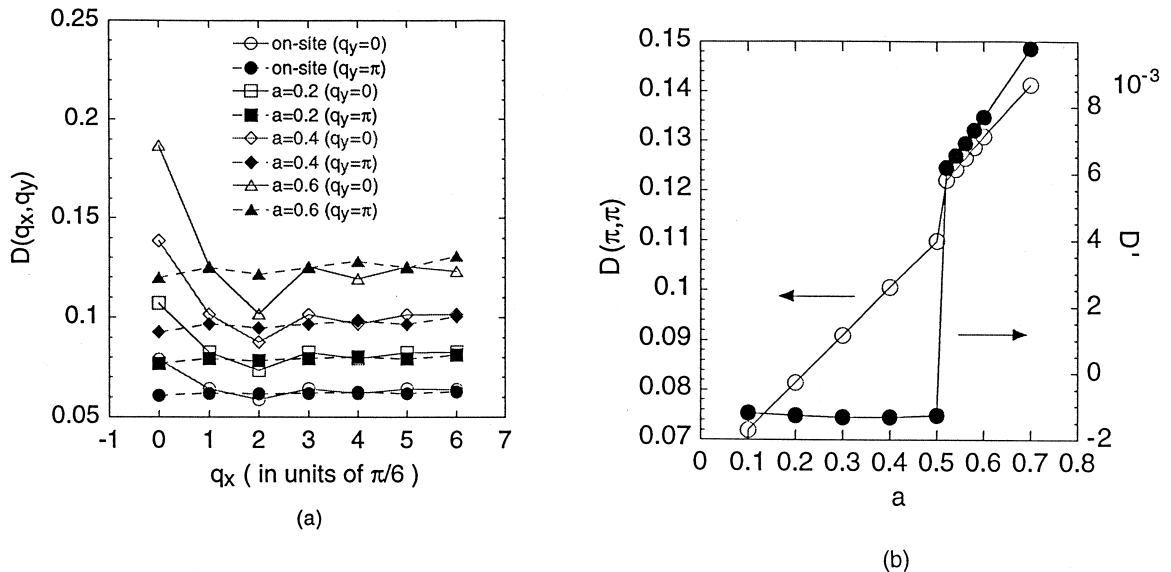 0.25
0.2
0.15
0.1
0.05
D(qx,qy)
on-site (qy=0)
on-site (qy=π)
a=0.2 (qy=0)
a=0.2 (qy=π)
a=0.4 (qy=0)
a=0.4 (qy=π)
a=0.6 (qy=0)
a=0.6 (qy=π)
-1 0 1 2 3 4 5 6 7
qx ( in units of π/6)
(a)
0.15
0.14
0.13
0.12
0.11
0.10
0.09
0.08
0.07
D(π,π)
10-3
8
6
4
2
0
-2
D'
0 0.1 0.2 0.3 0.4 0.5 0.6 0.7 0.8
a
(b)